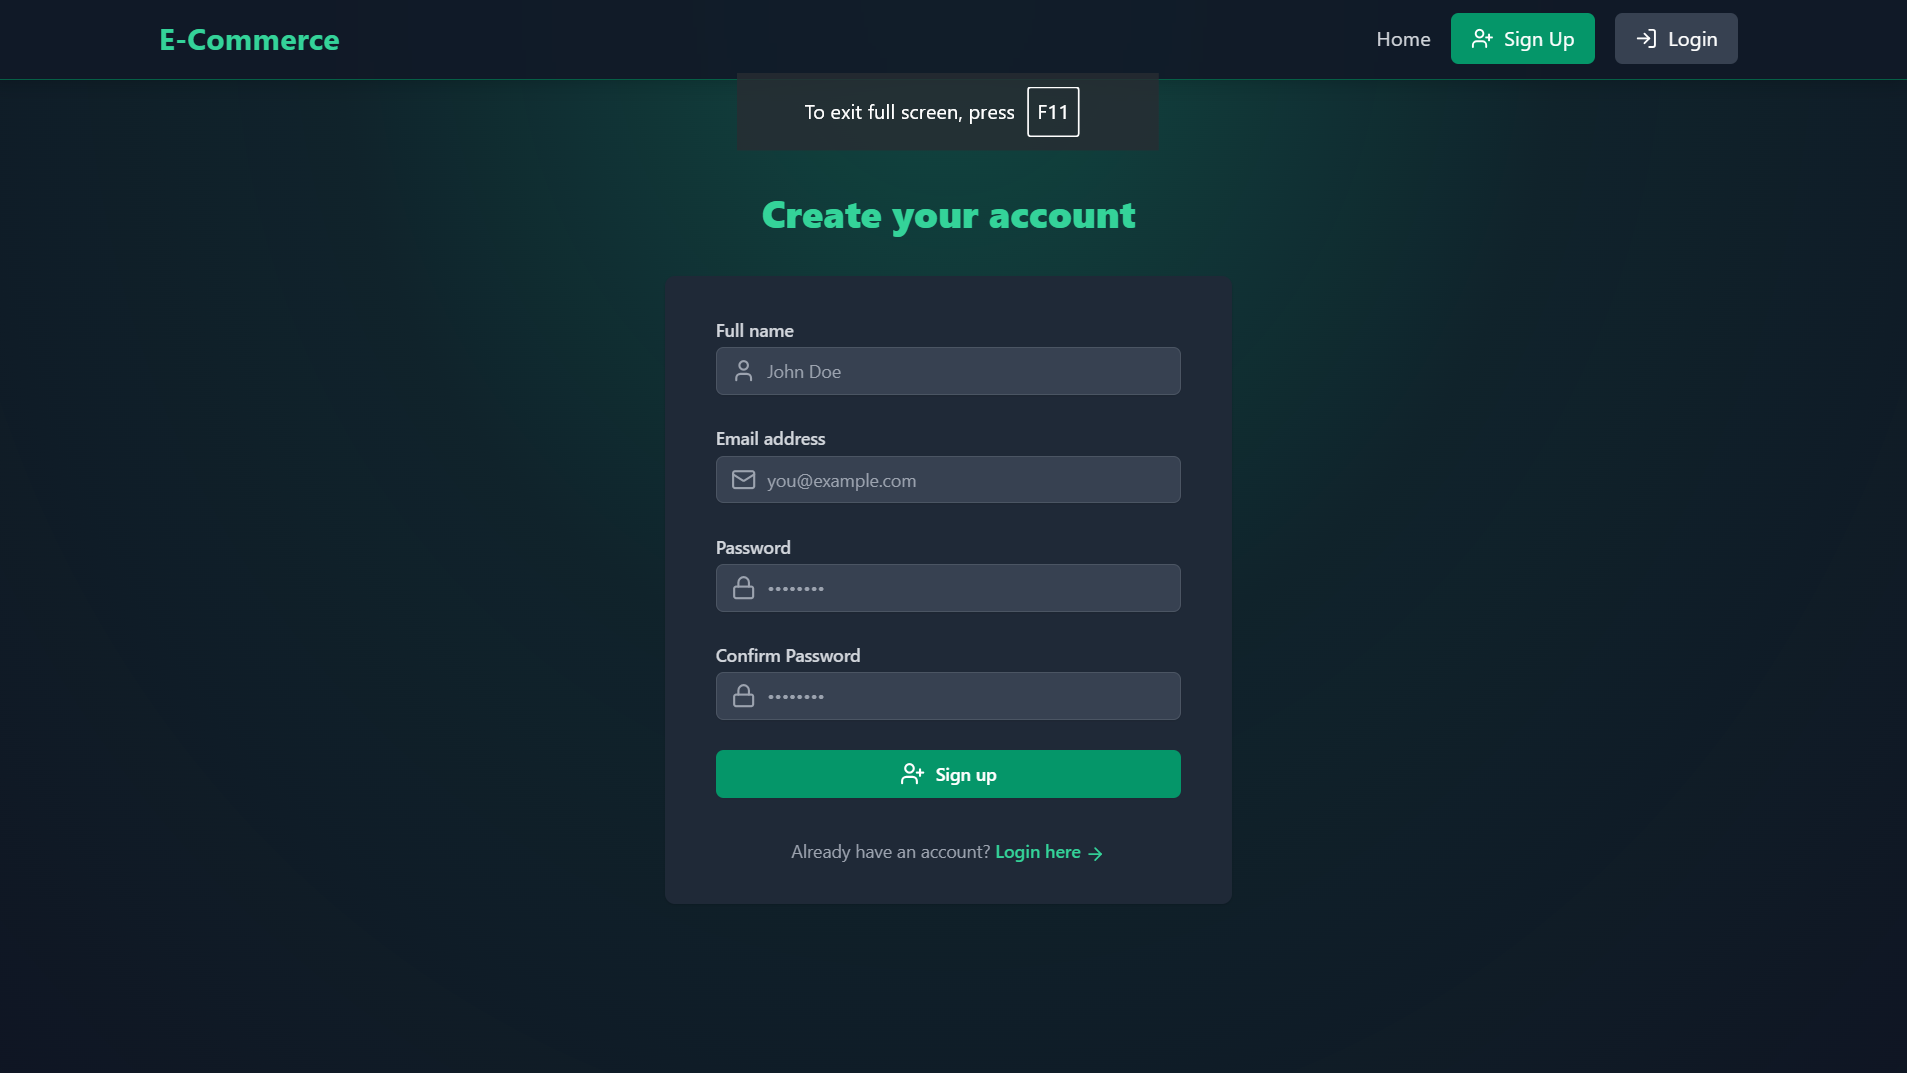 E-Commerce
Home
Sign Up
Login
To exit full screen, press F11
Create your account
Full name
John Doe
Email address
you@example.com
Password
••••••••
Confirm Password
••••••••
Sign up
Already have an account? Login here →